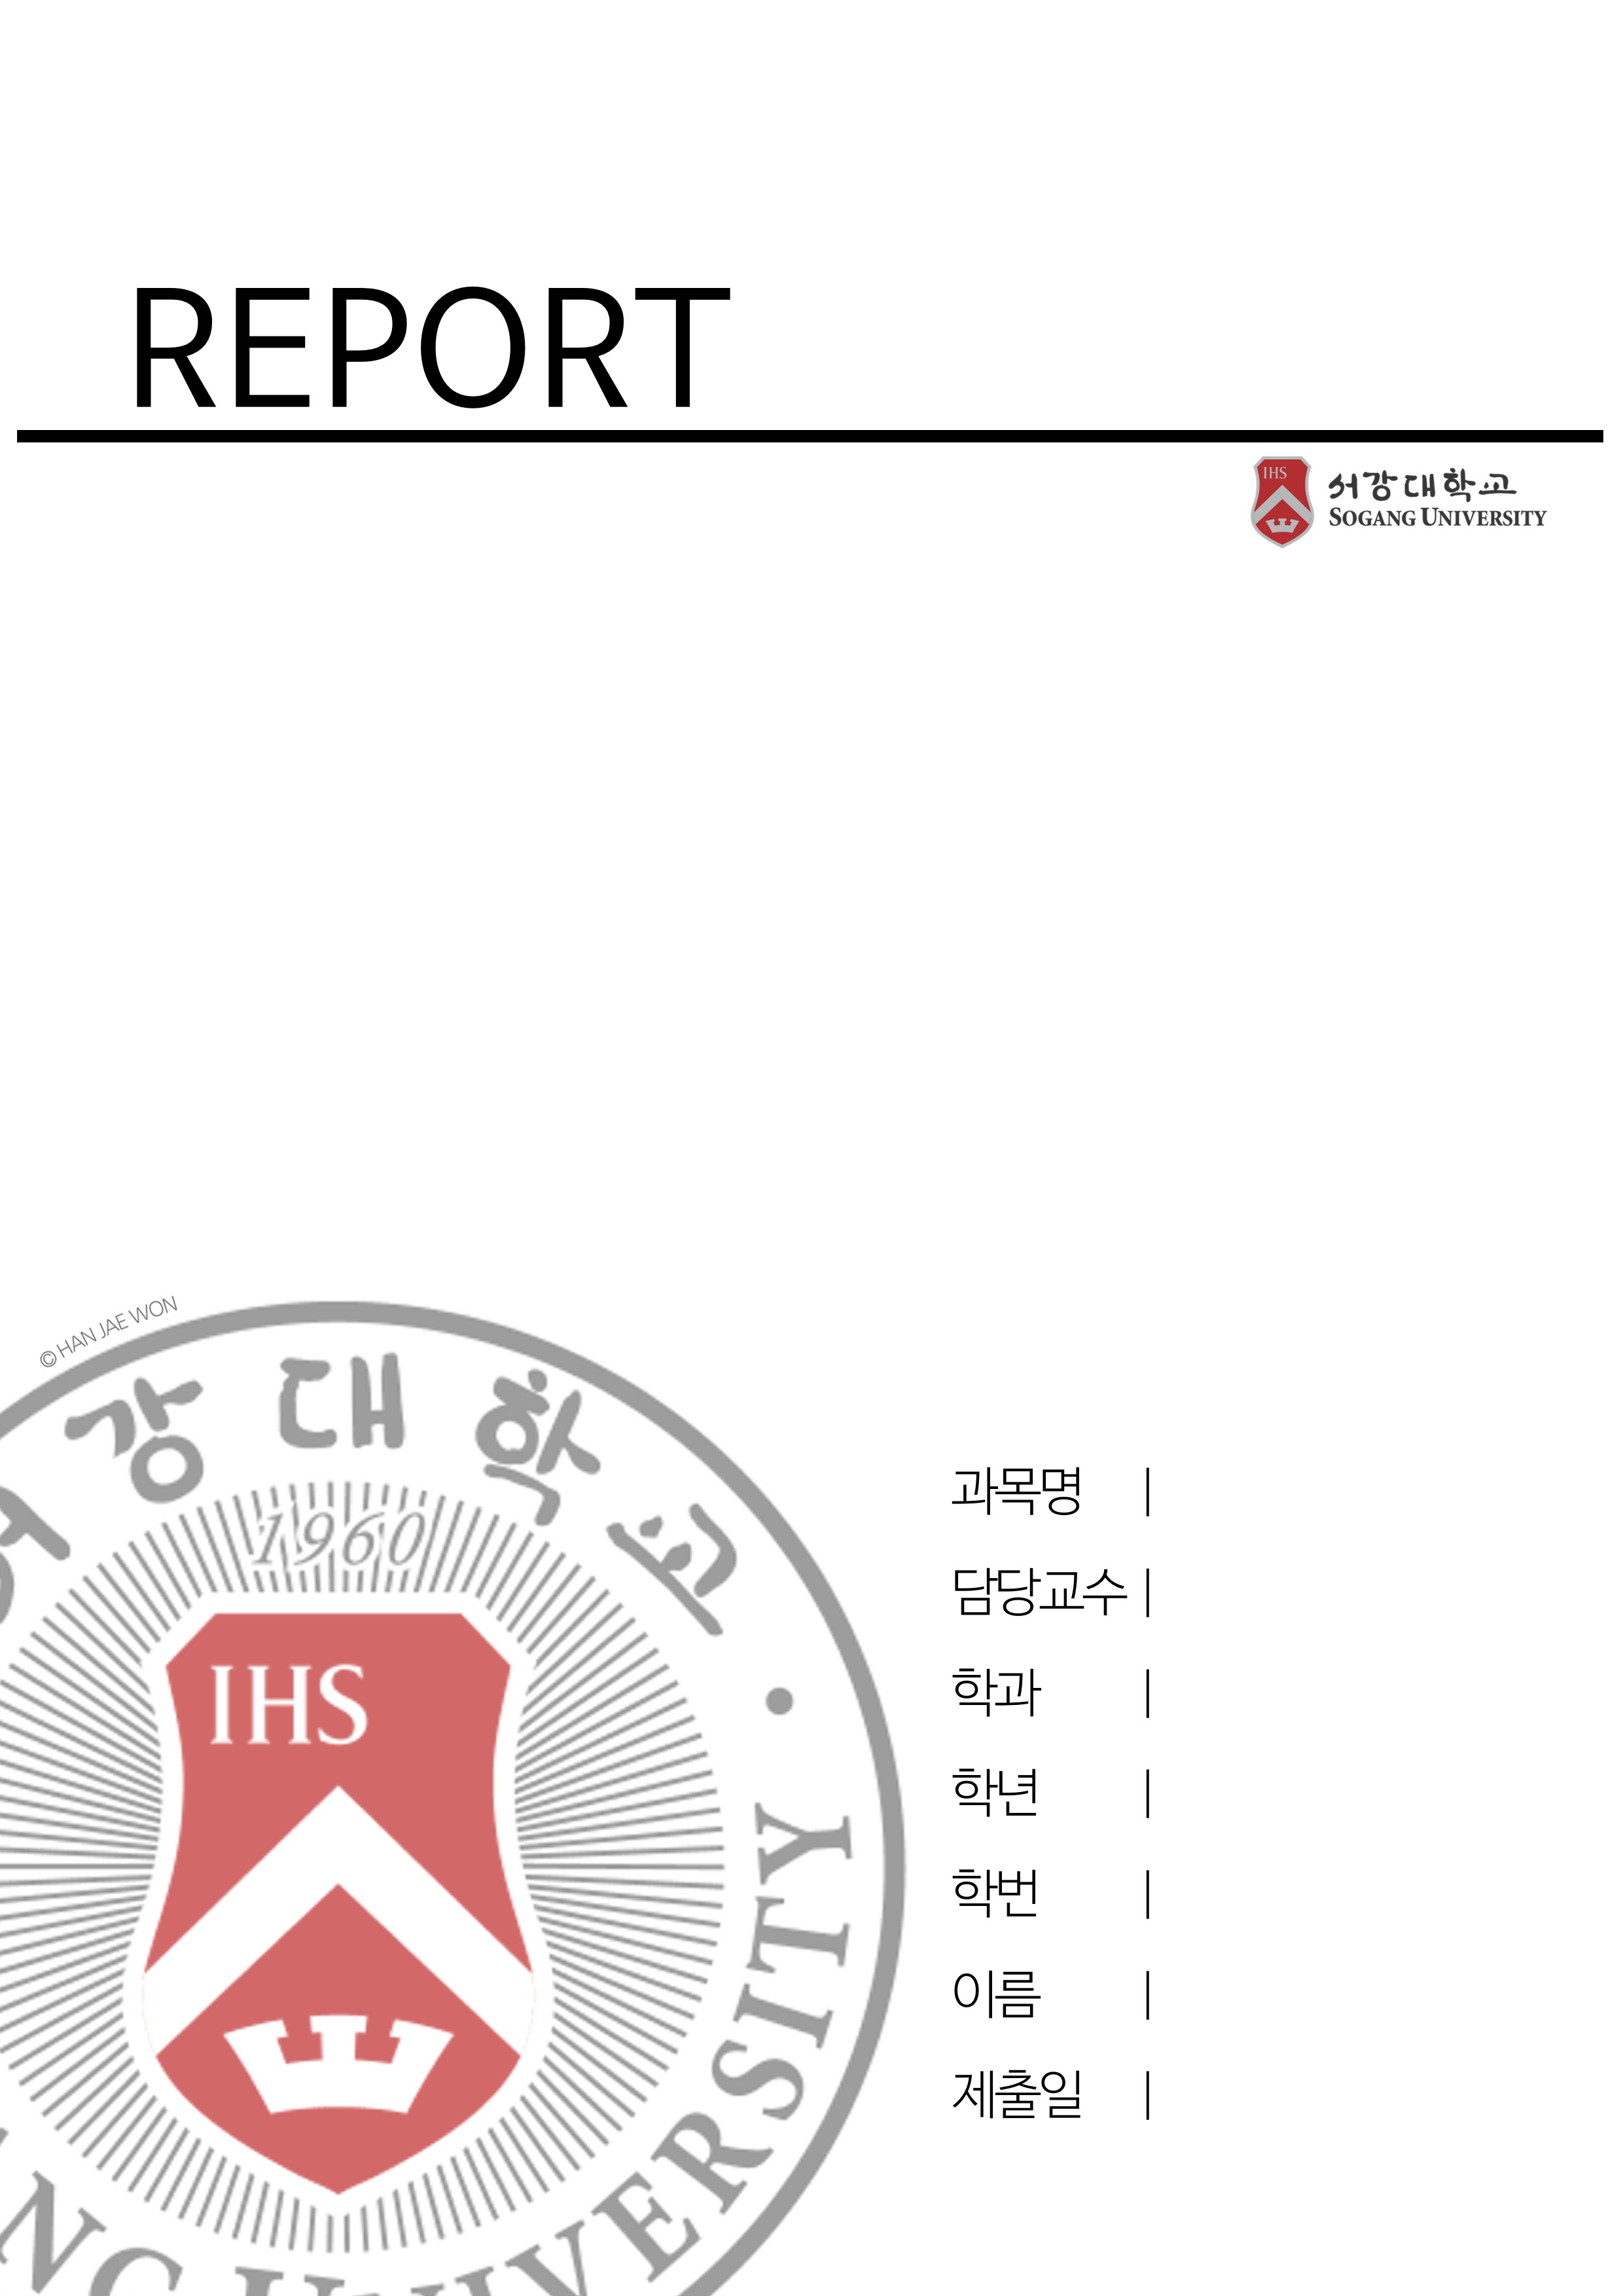 REPORT
IHS
서강대학교
SOGANG UNIVERSITY
© HAN JAE WON
서강대학교
1960
IHS
NG UNIVERSITY
과목명 |
담당교수 |
학과 |
학년 |
학번 |
이름 |
제출일 |